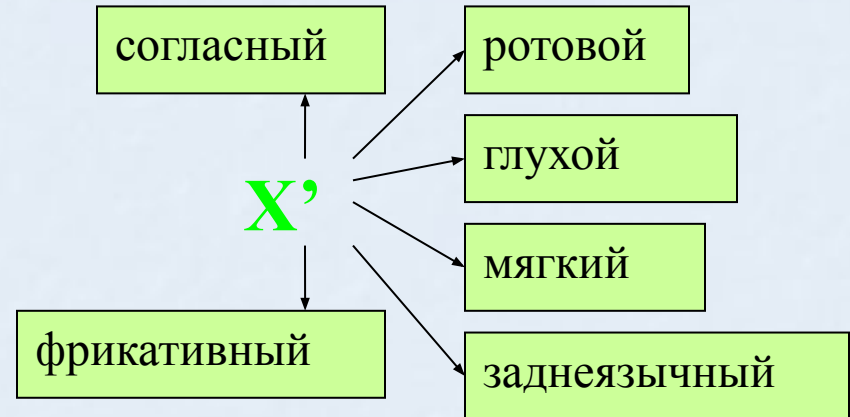 согласный
ротовой
глухой
х’
мягкий
фрикативный
заднеязычный